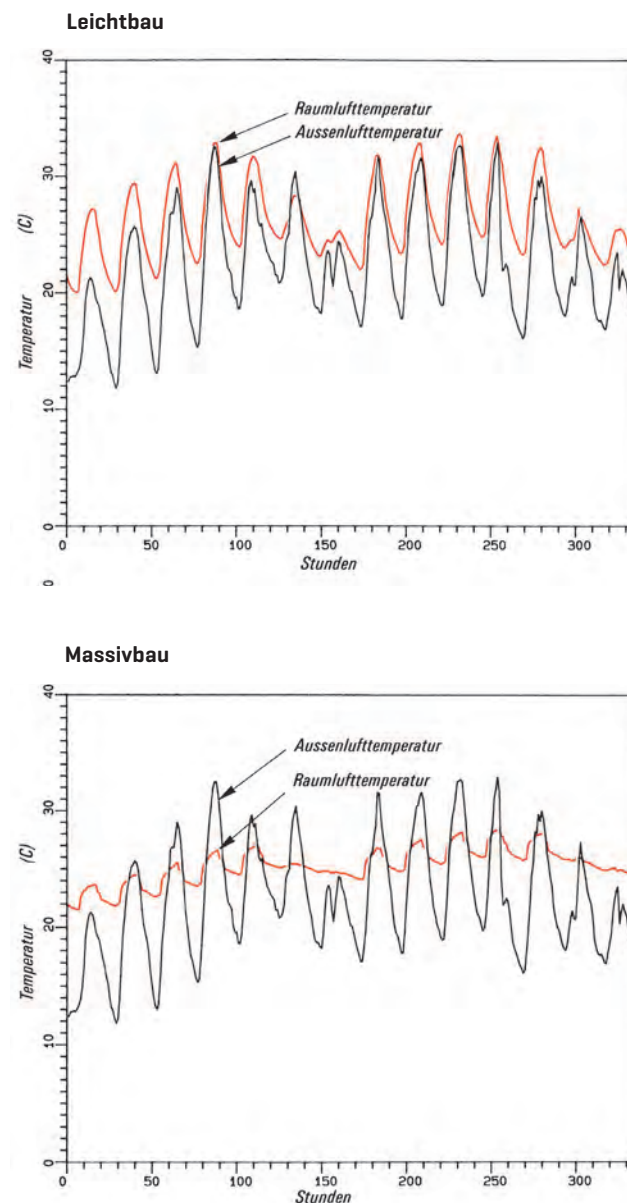 Leichtbau
40
Raumlufttemperatur
Aussenlufttemperatur
30
(C)
20
Temperatur
10
0
0 50 100 150 200 250 300
Stunden
0
Massivbau
40
Aussenlufttemperatur
Raumlufttemperatur
30
(C)
20
Temperatur
10
0
0 50 100 150 200 250 300
Stunden